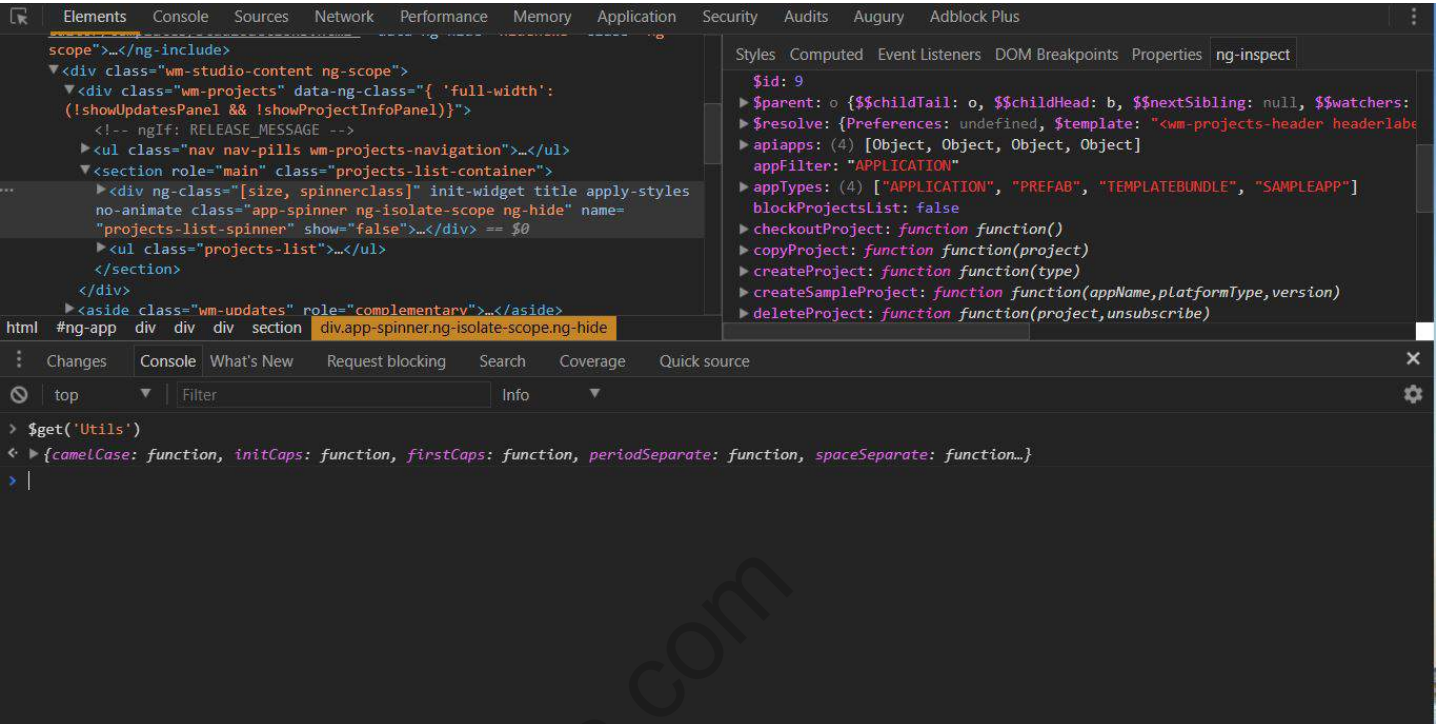 Elements Console Sources Network Performance Memory Application Security Audits Augury Adblock Plus
scope">…</ng-include>
▼<div class="wm-studio-content ng-scope">
▼<div class="wm-projects" data-ng-class="{ 'full-width':
(!showUpdatesPanel && !showProjectInfoPanel)}">
<!-- ngIf: RELEASE_MESSAGE -->
▶<ul class="nav nav-pills wm-projects-navigation">…</ul>
▼<section role="main" class="projects-list-container">
▶<div ng-class="[size, spinnerclass]" init-widget title apply-styles
no-animate class="app-spinner ng-isolate-scope ng-hide" name=
"projects-list-spinner" show="false">…</div> == $0
▶<ul class="projects-list">…</ul>
</section>
</div>
▶<aside class="wm-updates" role="complementary">…</aside>
html #ng-app div div div section div.app-spinner.ng-isolate-scope.ng-hide
Styles Computed Event Listeners DOM Breakpoints Properties ng-inspect
$id: 9
▶$parent: o {$$childTail: o, $$childHead: b, $$nextSibling: null, $$watchers:
▶$resolve: {Preferences: undefined, $template: "<wm-projects-header headerlabe
▶apiapps: (4) [Object, Object, Object, Object]
appFilter: "APPLICATION"
▶appTypes: (4) ["APPLICATION", "PREFAB", "TEMPLATEBUNDLE", "SAMPLEAPP"]
blockProjectsList: false
▶checkoutProject: function function()
▶copyProject: function function(project)
▶createProject: function function(type)
▶createSampleProject: function function(appName,platformType,version)
▶deleteProject: function function(project,unsubscribe)
Changes Console What's New Request blocking Search Coverage Quick source
top ▼ Filter Info ▼
> $get('Utils')
▶{camelCase: function, initCaps: function, firstCaps: function, periodSeparate: function, spaceSeparate: function…}
>
com